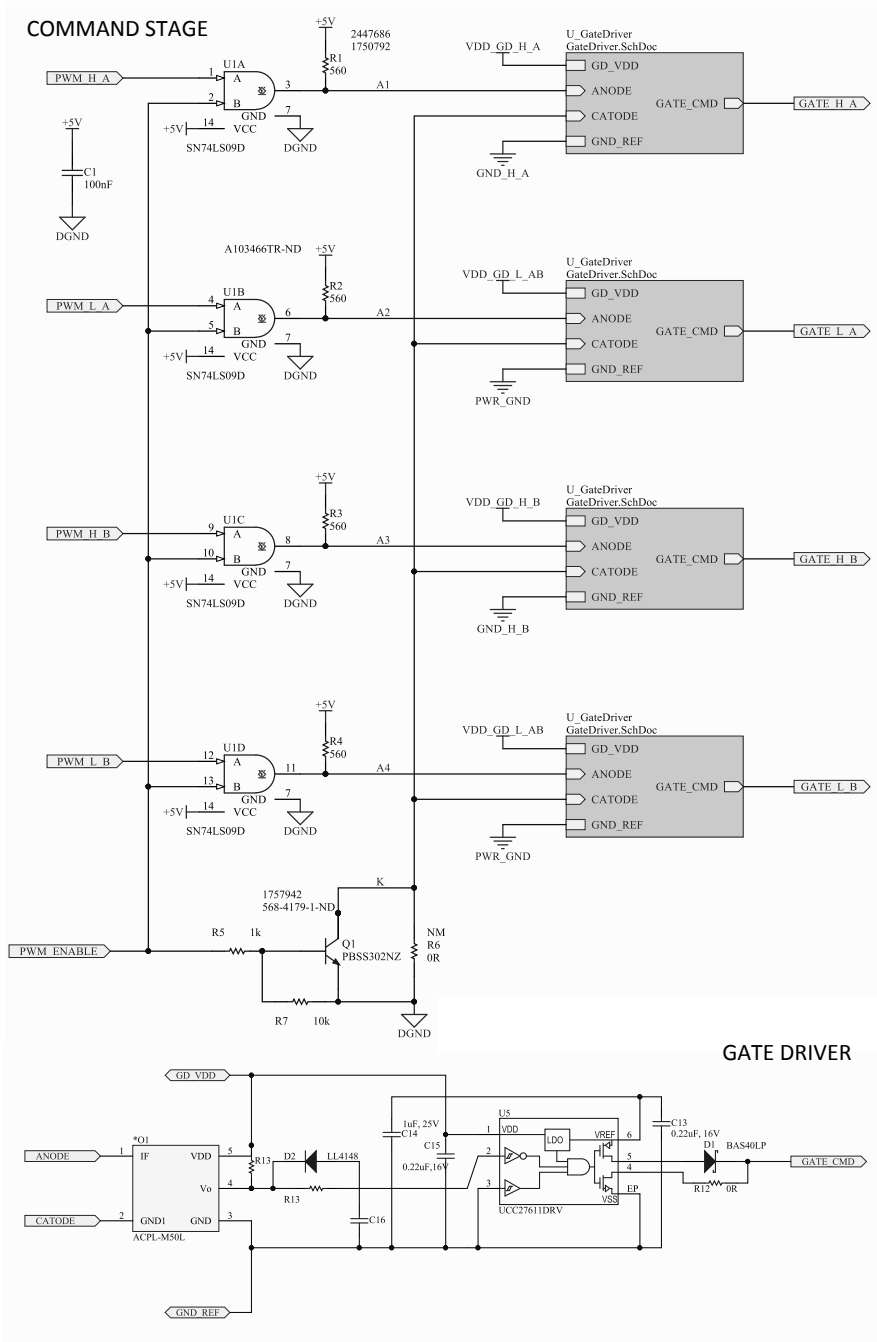 COMMAND STAGE
+5V
2447686
1750792
VDD_GD_H_A
U_GateDriver
GateDriver.SchDoc
R1
560
U1A
PWM_H_A
1
A
3
A1
2
B
GND
7
+5V
14
VCC
DGND
SN74LS09D
GD_VDD
ANODE
CATODE
GATE_CMD
GND_REF
GATE_H_A
GND_H_A
+5V
C1
100nF
DGND
A103466TR-ND
+5V
VDD_GD_L_AB
U_GateDriver
GateDriver.SchDoc
R2
560
U1B
PWM_L_A
4
A
6
A2
5
B
GND
7
+5V
14
VCC
DGND
SN74LS09D
GD_VDD
ANODE
CATODE
GATE_CMD
GND_REF
GATE_L_A
PWR_GND
+5V
VDD_GD_H_B
U_GateDriver
GateDriver.SchDoc
R3
560
U1C
PWM_H_B
9
A
8
A3
10
B
GND
7
+5V
14
VCC
DGND
SN74LS09D
GD_VDD
ANODE
CATODE
GATE_CMD
GND_REF
GATE_H_B
GND_H_B
+5V
VDD_GD_L_AB
U_GateDriver
GateDriver.SchDoc
R4
560
U1D
PWM_L_B
12
A
11
A4
13
B
GND
7
+5V
14
VCC
DGND
SN74LS09D
GD_VDD
ANODE
CATODE
GATE_CMD
GND_REF
GATE_L_B
PWR_GND
K
1757942
568-4179-1-ND
PWM_ENABLE
R5
1k
Q1
PBSS302NZ
NM
R6
0R
R7
10k
DGND
GATE DRIVER
GD_VDD
*O1
ANODE
1
IF
VDD
5
R13
Vo
4
CATODE
2
GND1
GND
3
ACPL-M50L
D2
LL4148
R13
C16
1uF, 25V
C14
C15
0.22uF,16V
U5
1
VDD
LDO
VREF
6
2
5
4
3
VSS
EP
UCC27611DRV
C13
0.22uF, 16V
D1
BAS40LP
R12
0R
GATE_CMD
GND_REF